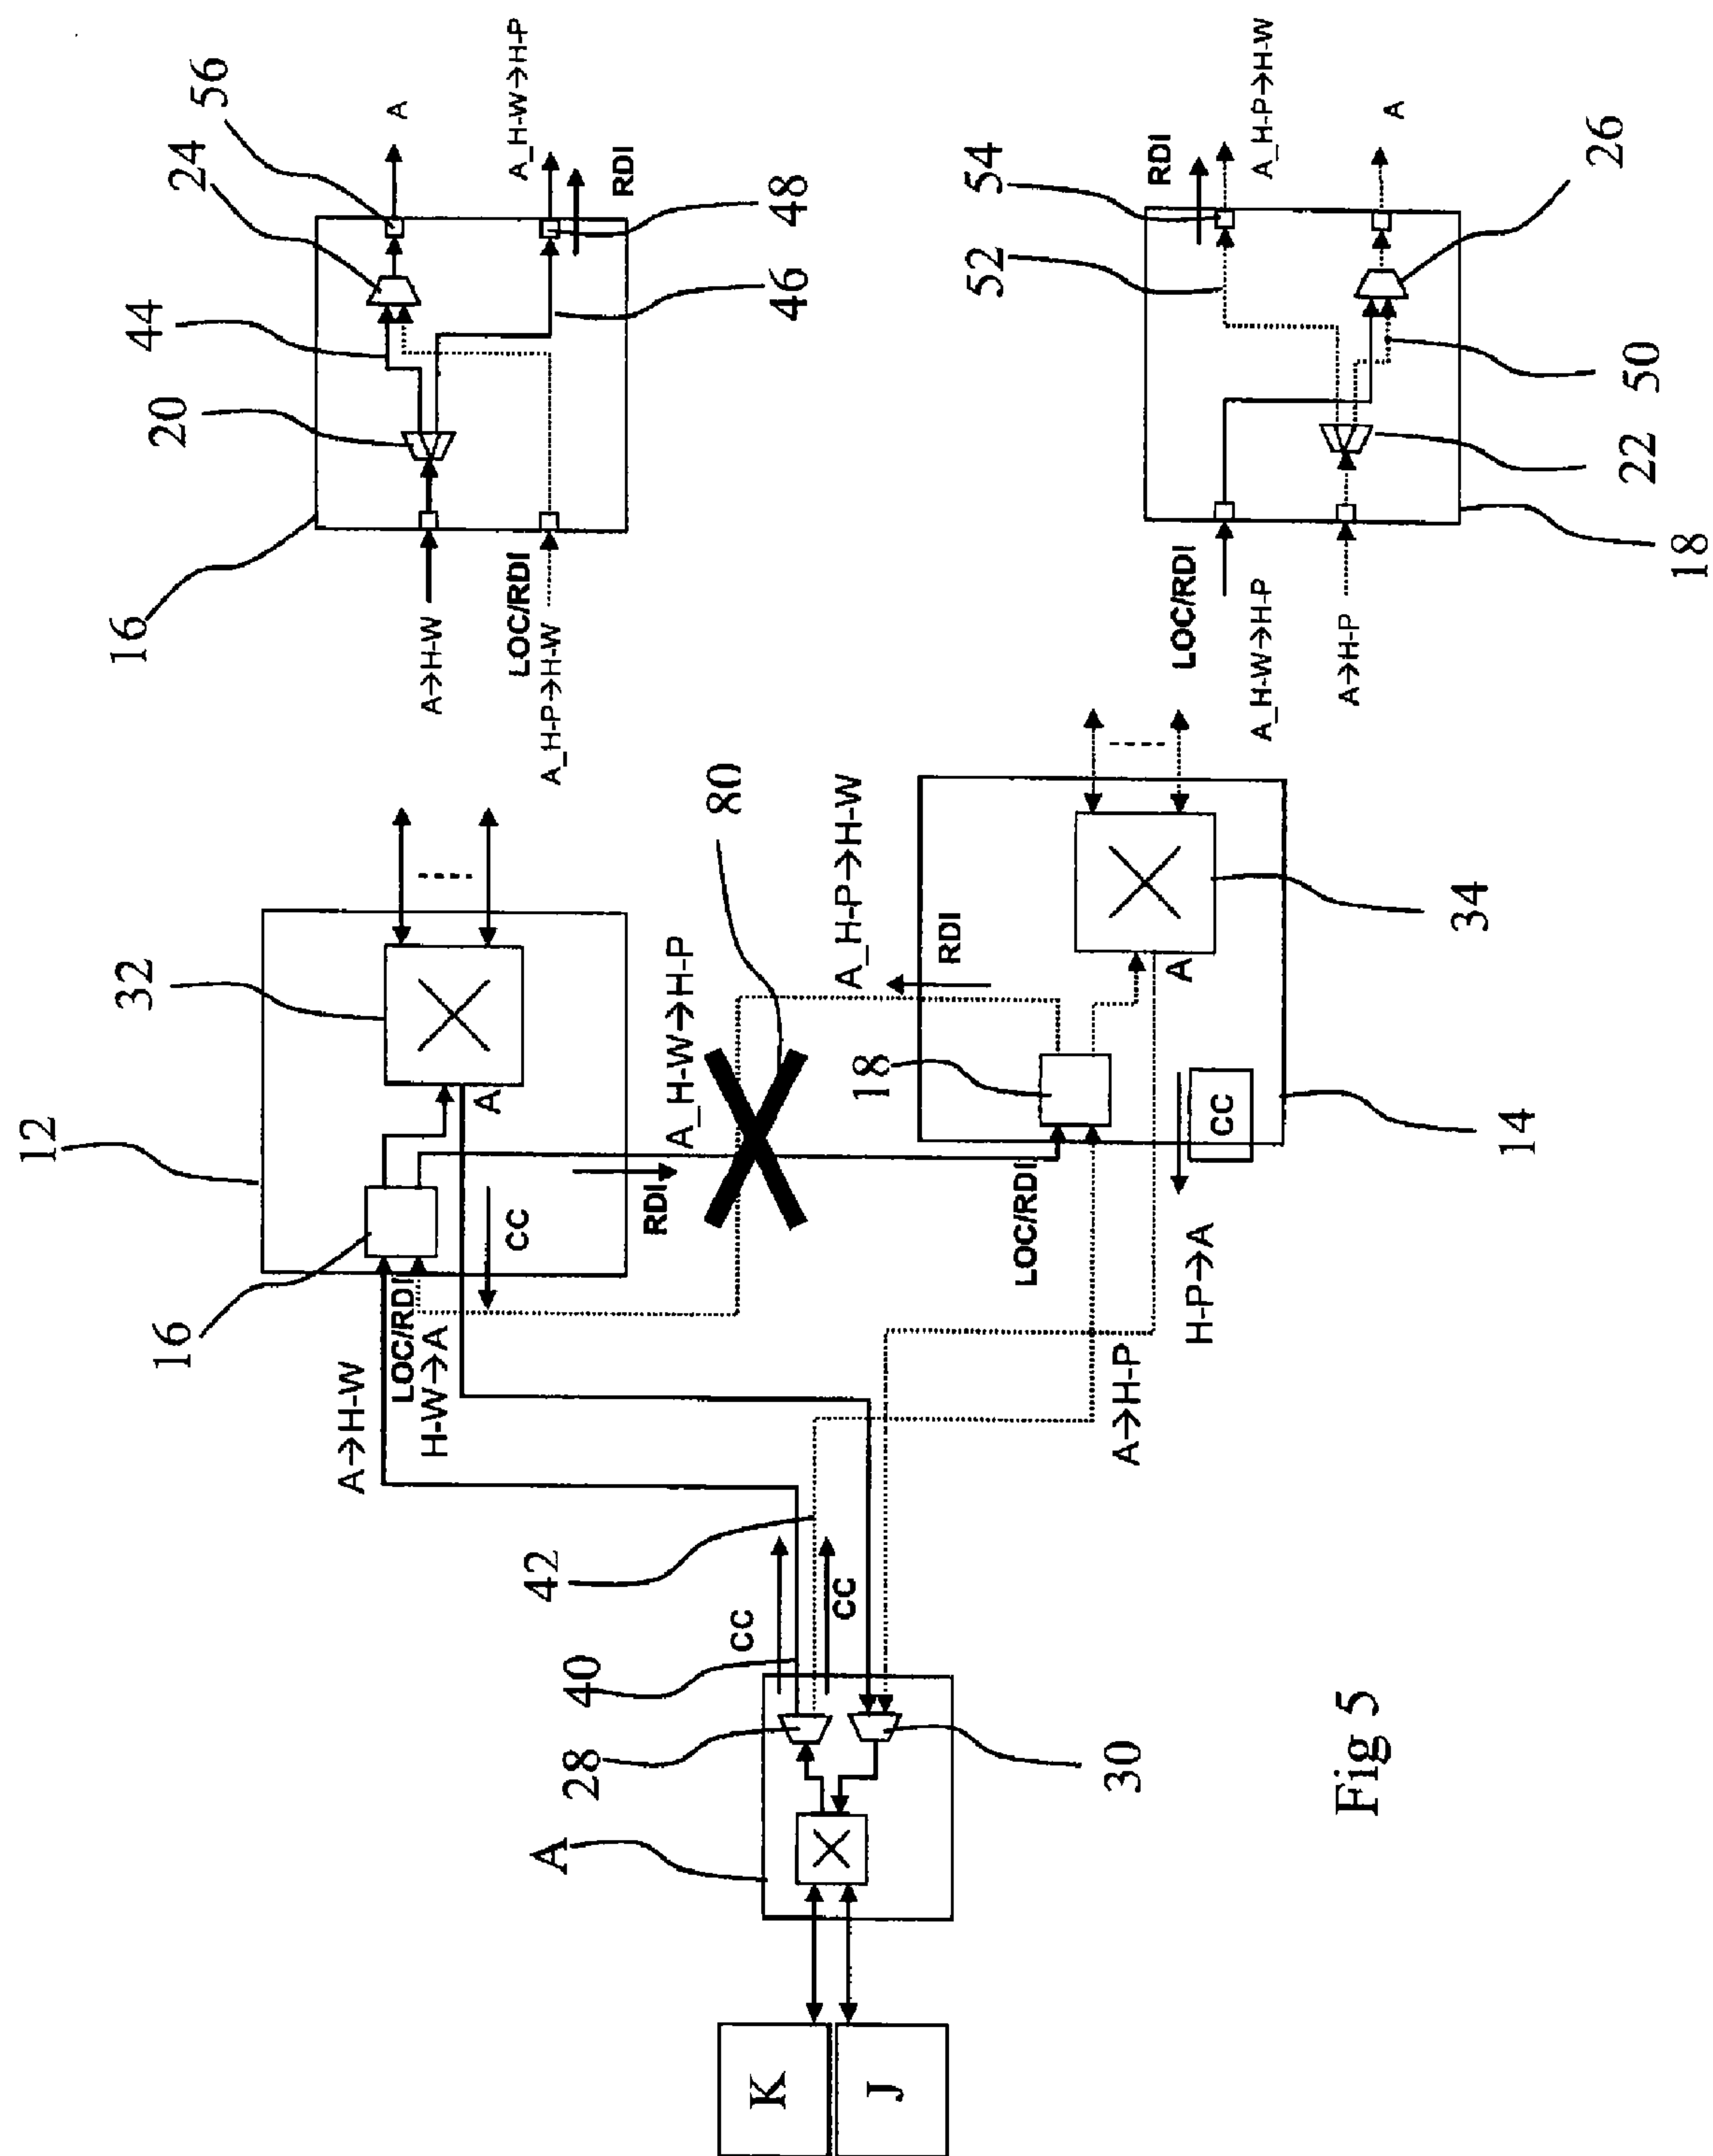 12
32
16
A→H-W
LOC/RDI
H-W→A
A
CC
RDI
A_H-W→H-P
80
A_H-P→H-W
RDI
18
LOC/RDI
A
34
CC
14
H-P→A
A→H-P
42
40
CC
CC
28
30
A
K
J
16
20
44
24
56
A
A→H-W
LOC/RDI
A_H-P→H-W
A_H-W→H-P
RDI
46
48
52
54
RDI
A_H-P→H-W
LOC/RDI
A_H-W→H-P
A→H-P
A
18
22
50
26
Fig 5